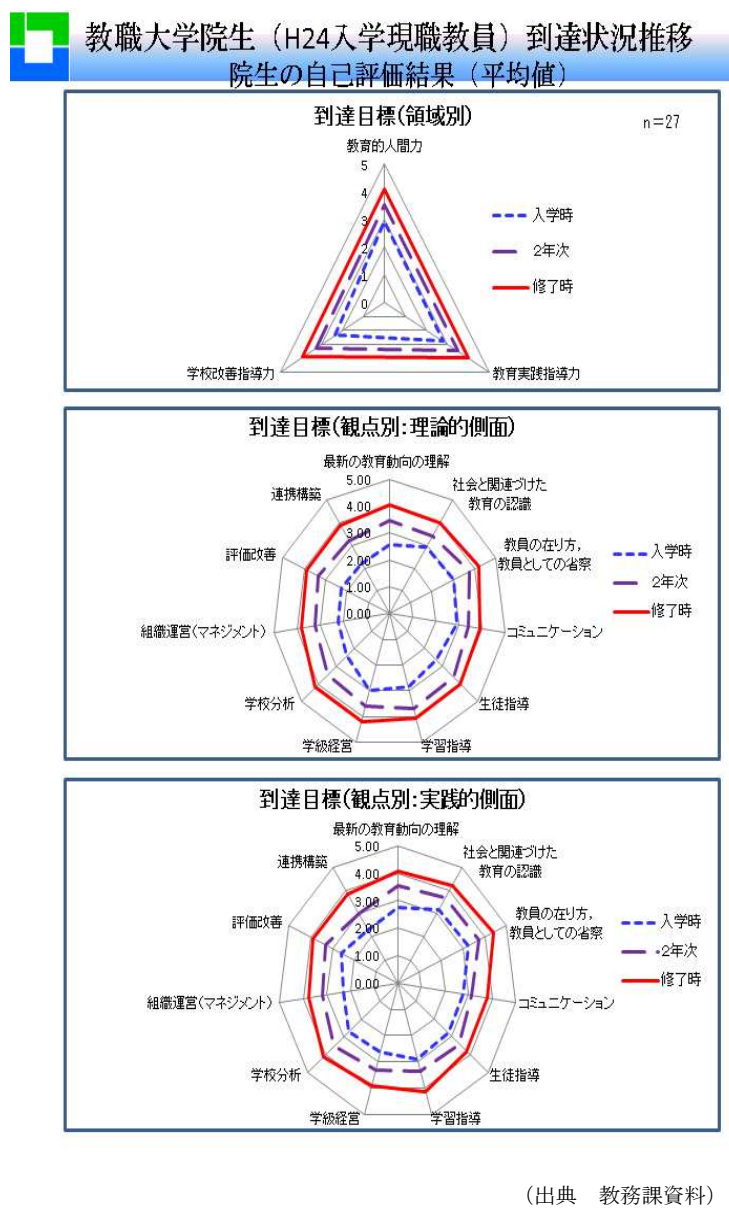 教職大学院生（H24入学現職教員）到達状況推移
院生の自己評価結果（平均値）
到達目標(領域別)
n＝27
教育的人間力
5
4
3
2
1
0
入学時
2年次
修了時
学校改善指導力
教育実践指導力
到達目標(観点別:理論的側面)
最新の教育動向の理解
社会と関連づけた
教育の認識
教員の在り方，
教員としての省察
コミュニケーション
生徒指導
学習指導
学級経営
学校分析
組織運営(マネジメント)
評価改善
連携構築
5.00
4.00
3.00
2.00
1.00
0.00
入学時
2年次
修了時
到達目標(観点別:実践的側面)
最新の教育動向の理解
社会と関連づけた
教育の認識
教員の在り方，
教員としての省察
コミュニケーション
生徒指導
学習指導
学級経営
学校分析
組織運営(マネジメント)
評価改善
連携構築
5.00
4.00
3.00
2.00
1.00
0.00
入学時
2年次
修了時
（出典　教務課資料）